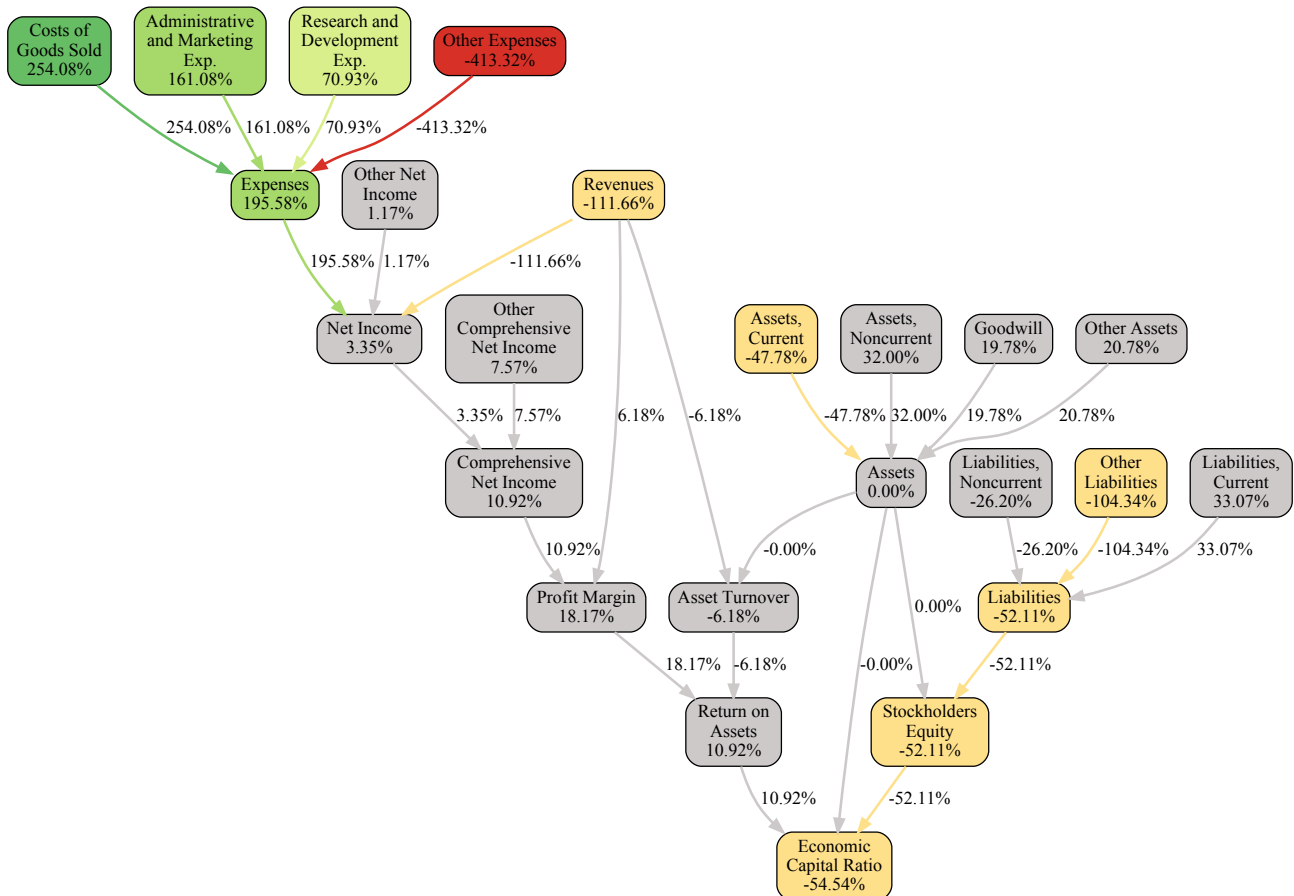 Costs of
Goods Sold
254.08%
Administrative
and Marketing
Exp.
161.08%
Research and
Development
Exp.
70.93%
Other Expenses
-413.32%
254.08%
161.08%
70.93%
-413.32%
Expenses
195.58%
Other Net
Income
1.17%
Revenues
-111.66%
195.58%
1.17%
-111.66%
Net Income
3.35%
Other
Comprehensive
Net Income
7.57%
Assets,
Current
-47.78%
Assets,
Noncurrent
32.00%
Goodwill
19.78%
Other Assets
20.78%
3.35%
7.57%
6.18%
-6.18%
-47.78%
32.00%
19.78%
20.78%
Comprehensive
Net Income
10.92%
Assets
0.00%
Liabilities,
Noncurrent
-26.20%
Other
Liabilities
-104.34%
Liabilities,
Current
33.07%
10.92%
-0.00%
-26.20%
-104.34%
33.07%
Profit Margin
18.17%
Asset Turnover
-6.18%
0.00%
Liabilities
-52.11%
18.17%
-6.18%
-0.00%
-52.11%
Return on
Assets
10.92%
Stockholders
Equity
-52.11%
10.92%
-52.11%
Economic
Capital Ratio
-54.54%